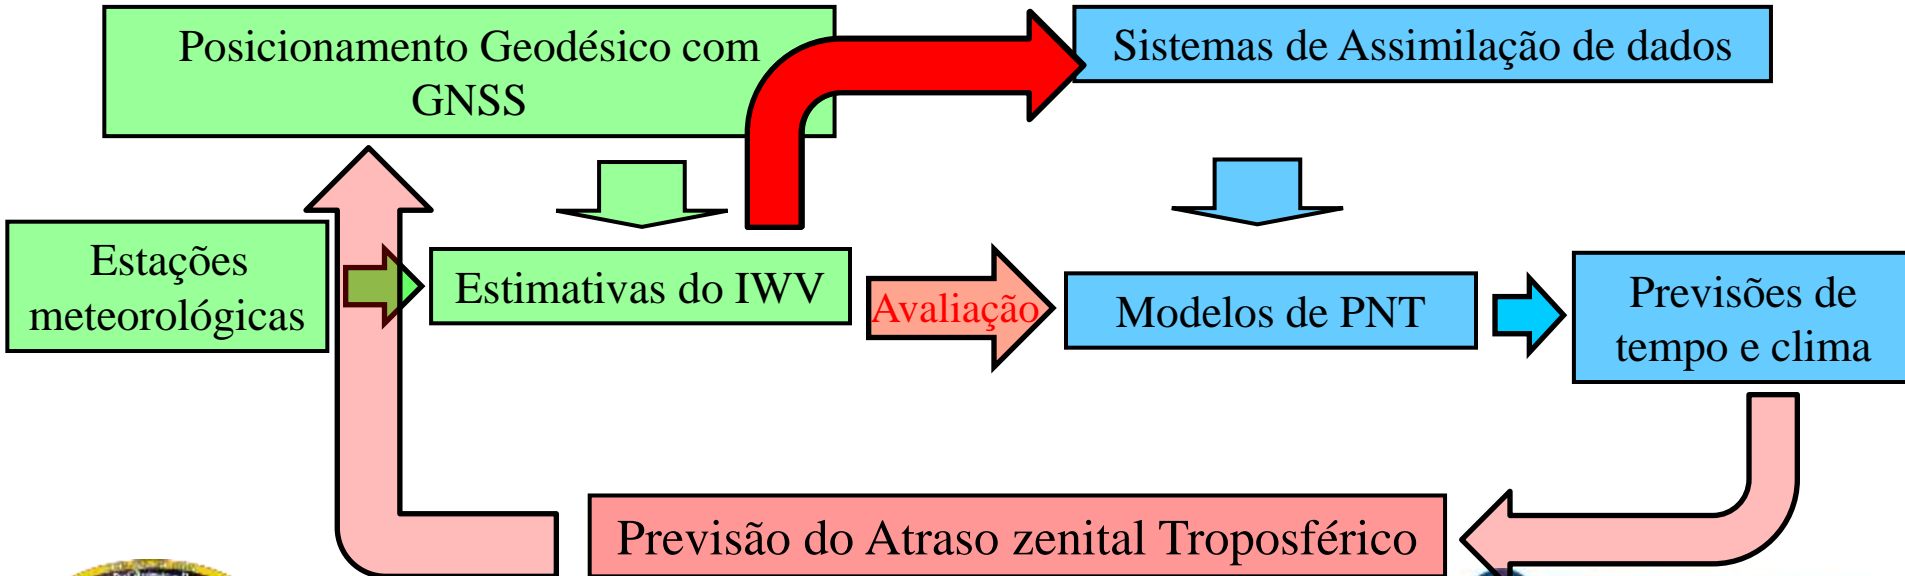 Posicionamento Geodésico com
GNSS
Sistemas de Assimilação de dados
Estações
meteorológicas
Estimativas do IWV
Avaliação
Modelos de PNT
Previsões de
tempo e clima
Previsão do Atraso zenital Troposférico